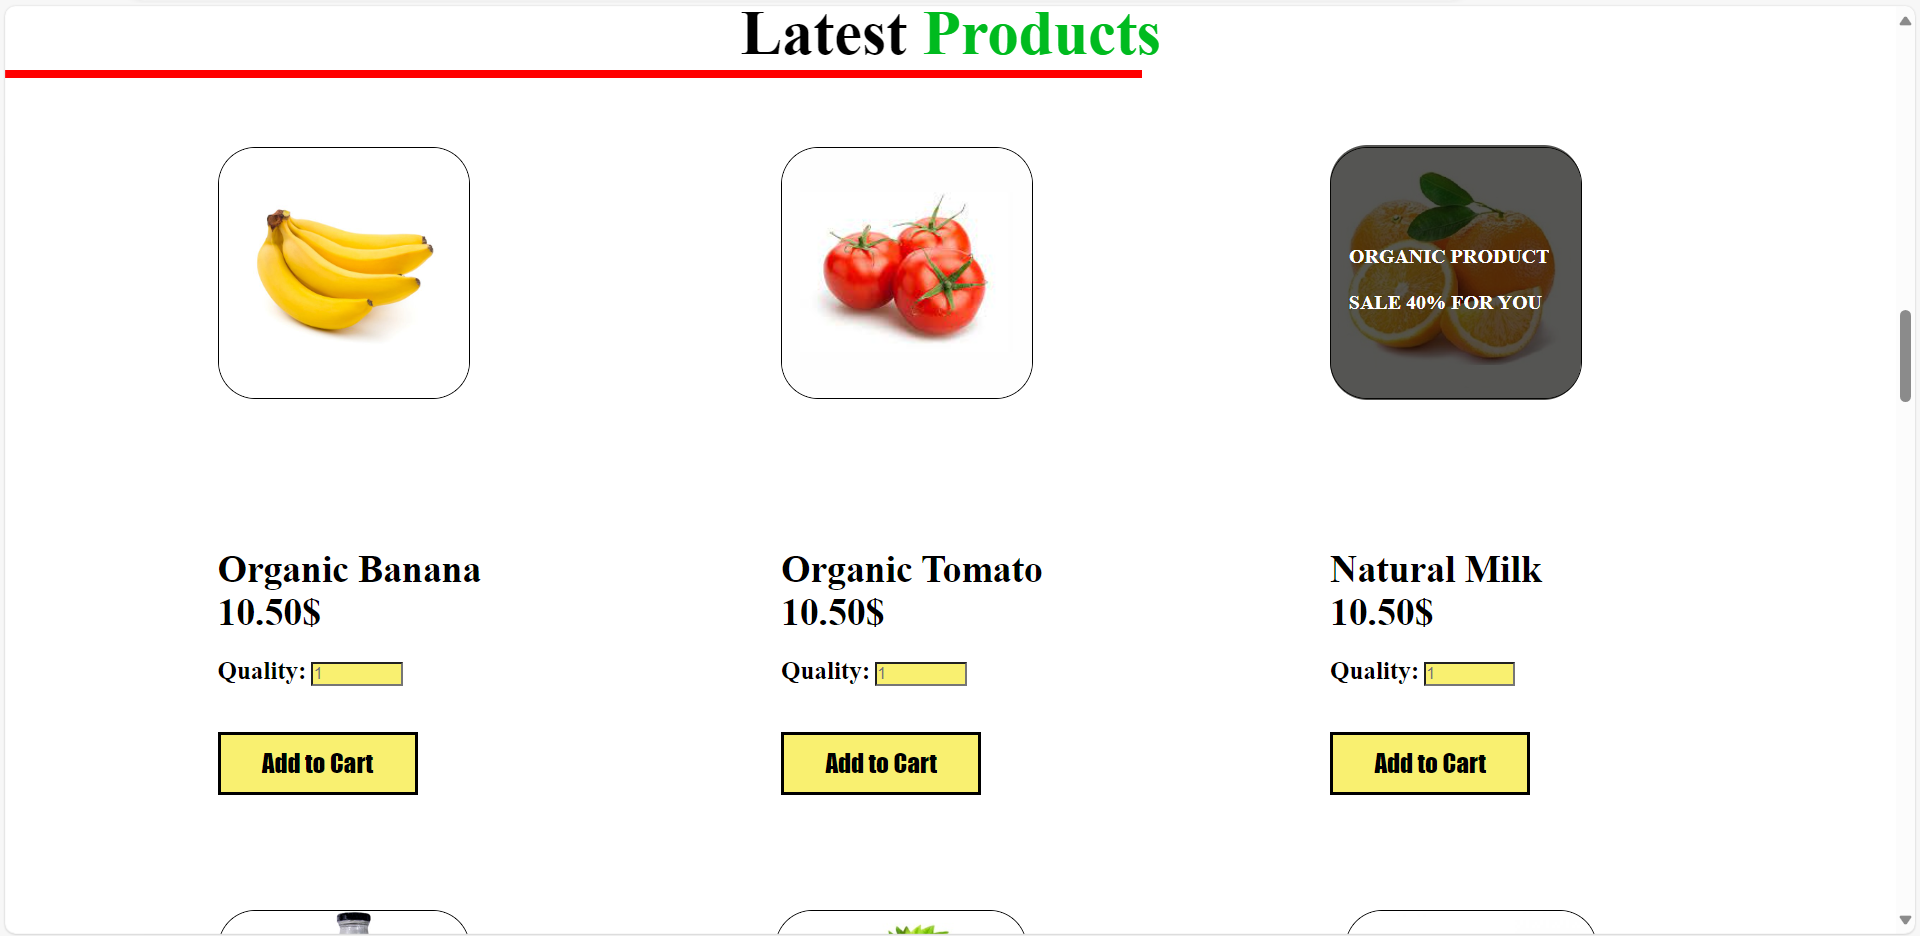 Latest Products
ORGANIC PRODUCT
SALE 40% FOR YOU
Organic Banana
10.50$
Quality: 1
Add to Cart
Organic Tomato
10.50$
Quality: 1
Add to Cart
Natural Milk
10.50$
Quality: 1
Add to Cart